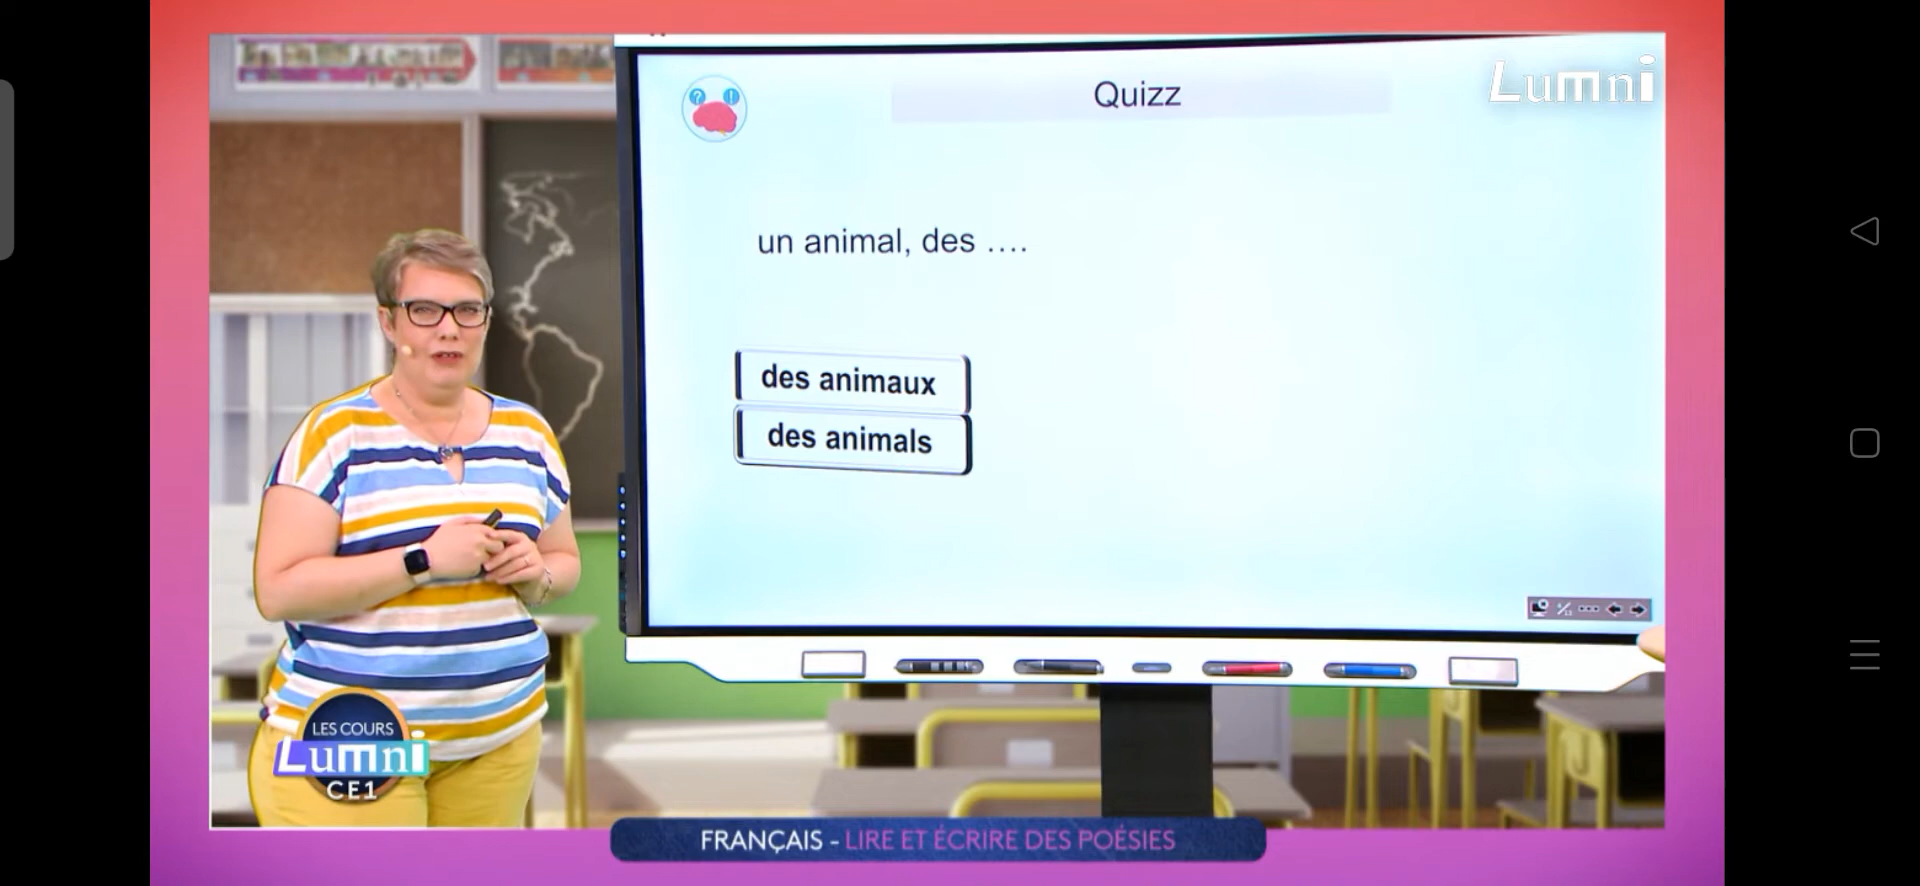 Quizz
Lumni
un animal, des ....
des animaux
des animals
LES COURS
Lumni
CE1
FRANÇAIS - LIRE ET ÉCRIRE DES POÉSIES